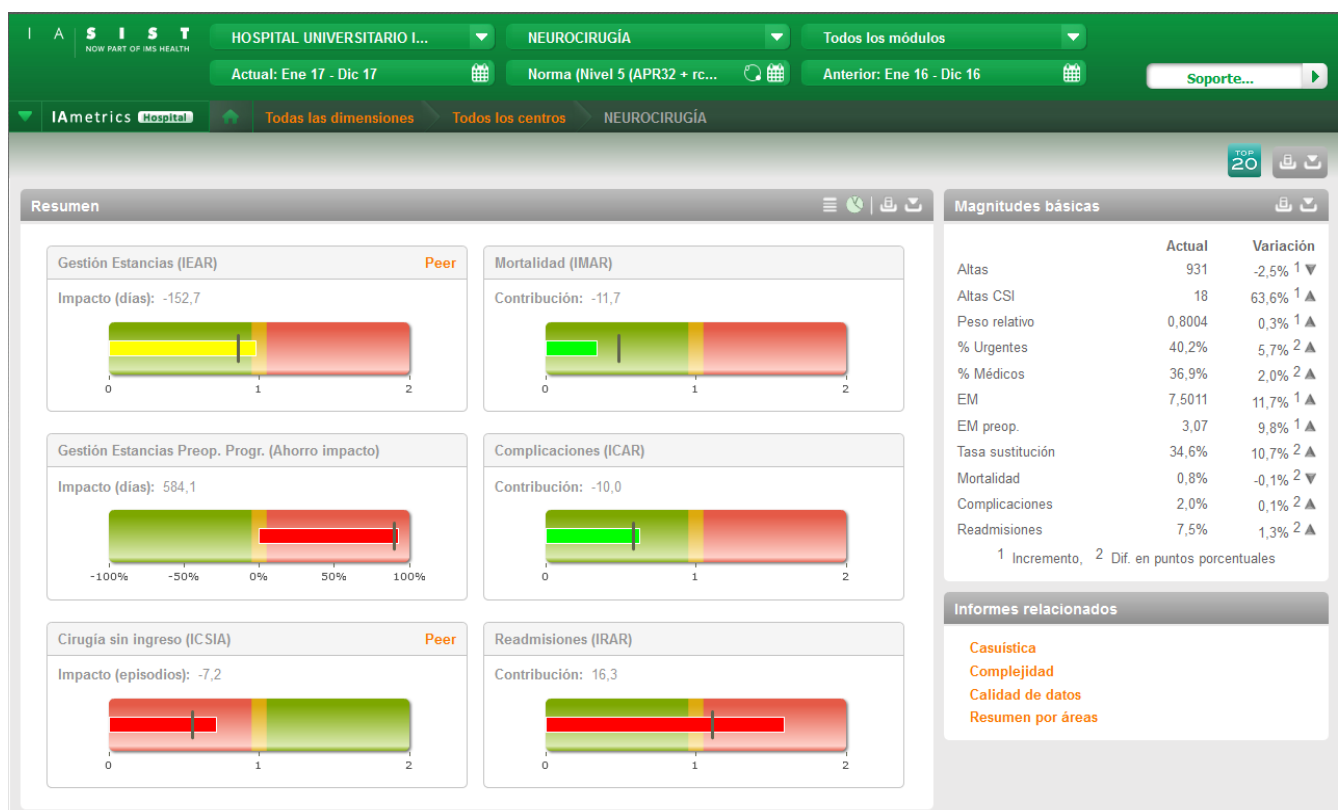 I A S I S T
NOW PART OF IMS HEALTH
HOSPITAL UNIVERSITARIO I...
NEUROCIRUGÍA
Todos los módulos
Actual: Ene 17 - Dic 17
Norma (Nivel 5 (APR32 + rc...
Anterior: Ene 16 - Dic 16
Soporte...
IAmetrics Hospital
Todas las dimensiones
Todos los centros
NEUROCIRUGÍA
TOP 20
Resumen
Gestión Estancias (IEAR) Peer
Impacto (días): -152,7
0 1 2
Mortalidad (IMAR)
Contribución: -11,7
0 1 2
Gestión Estancias Preop. Progr. (Ahorro impacto)
Impacto (días): 584,1
-100% -50% 0% 50% 100%
Complicaciones (ICAR)
Contribución: -10,0
0 1 2
Cirugía sin ingreso (ICSIA) Peer
Impacto (episodios): -7,2
0 1 2
Readmisiones (IRAR)
Contribución: 16,3
0 1 2
Magnitudes básicas
Actual Variación
Altas 931 -2,5% 1
Altas CSI 18 63,6% 1
Peso relativo 0,8004 0,3% 1
% Urgentes 40,2% 5,7% 2
% Médicos 36,9% 2,0% 2
EM 7,5011 11,7% 1
EM preop. 3,07 9,8% 1
Tasa sustitución 34,6% 10,7% 2
Mortalidad 0,8% -0,1% 2
Complicaciones 2,0% 0,1% 2
Readmisiones 7,5% 1,3% 2
1 Incremento, 2 Dif. en puntos porcentuales
Informes relacionados
Casuística
Complejidad
Calidad de datos
Resumen por áreas